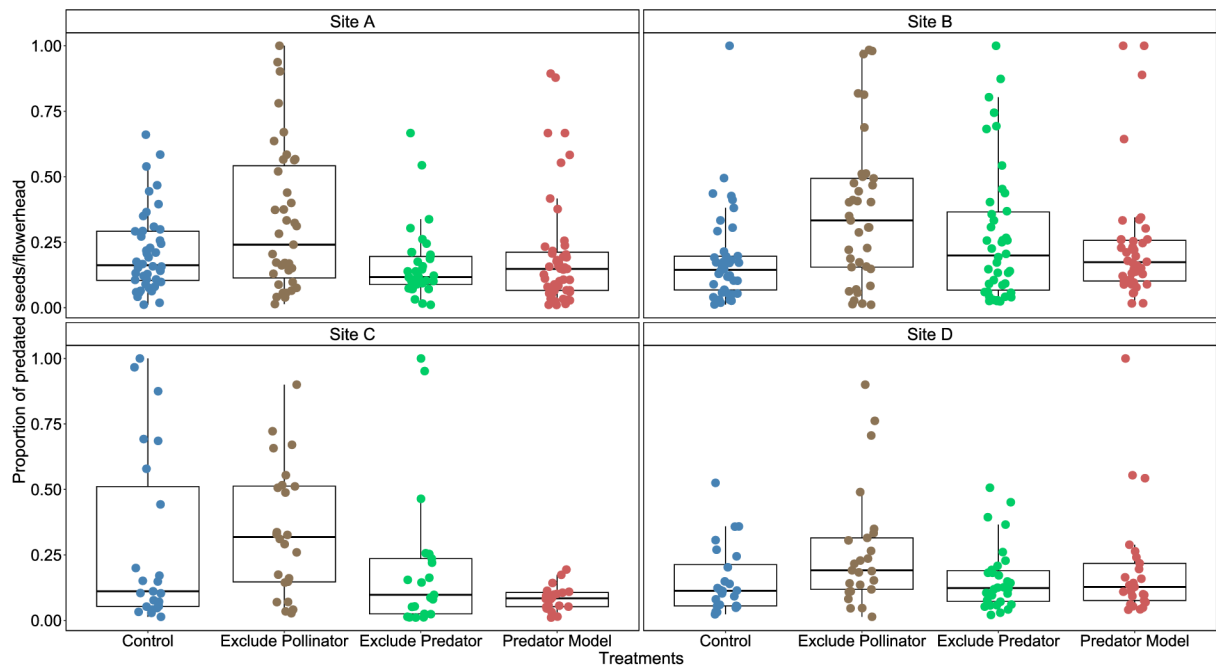 Site A
Site B
1.00
0.75
0.50
0.25
0.00
Site C
Site D
1.00
0.75
0.50
0.25
0.00
Proportion of predated seeds/flowerhead
Control Exclude Pollinator Exclude Predator Predator Model
Control Exclude Pollinator Exclude Predator Predator Model
Treatments